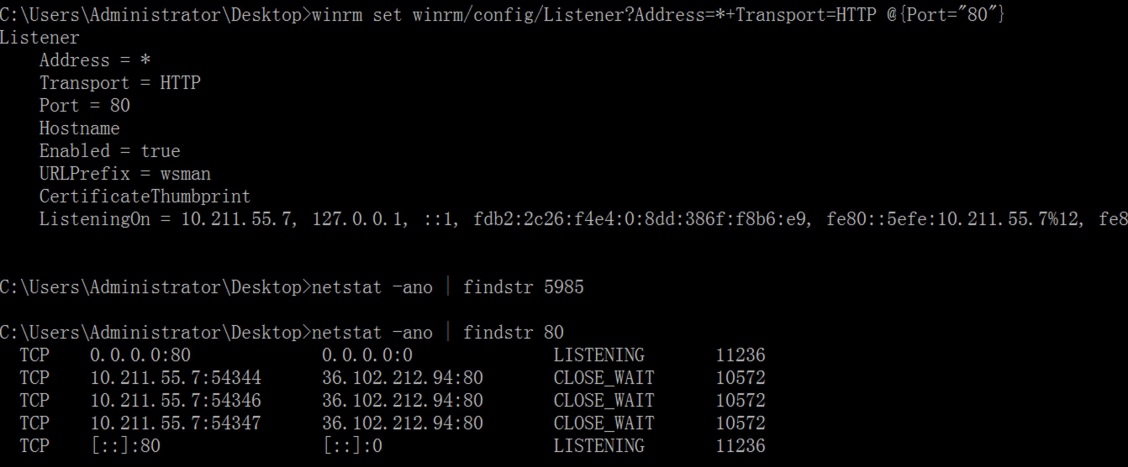 C:\Users\Administrator\Desktop>winrm set winrm/config/Listener?Address=*+Transport=HTTP @{Port="80"}
Listener
    Address = *
    Transport = HTTP
    Port = 80
    Hostname
    Enabled = true
    URLPrefix = wsman
    CertificateThumbprint
    ListeningOn = 10.211.55.7, 127.0.0.1, ::1, fdb2:2c26:f4e4:0:8dd:386f:f8b6:e9, fe80::5efe:10.211.55.7%12, fe8
C:\Users\Administrator\Desktop>netstat -ano | findstr 5985
C:\Users\Administrator\Desktop>netstat -ano | findstr 80
  TCP    0.0.0.0:80             0.0.0.0:0              LISTENING       11236
  TCP    10.211.55.7:54344      36.102.212.94:80       CLOSE_WAIT      10572
  TCP    10.211.55.7:54346      36.102.212.94:80       CLOSE_WAIT      10572
  TCP    10.211.55.7:54347      36.102.212.94:80       CLOSE_WAIT      10572
  TCP    [::]:80                [::]:0                 LISTENING       11236